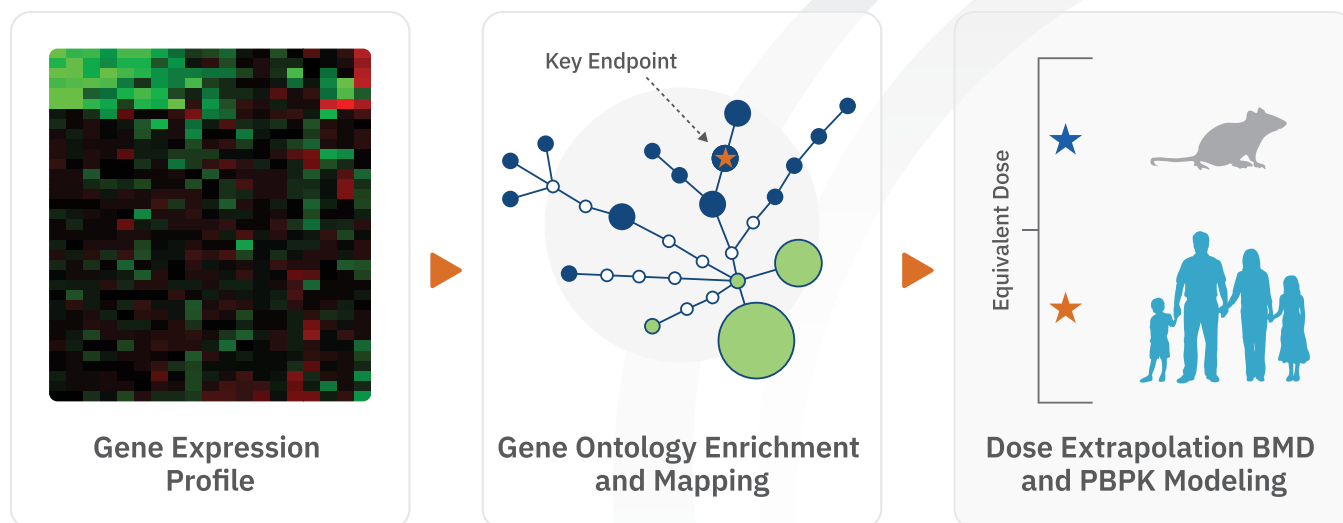 Key Endpoint
Equivalent Dose
Gene Expression
Profile
Gene Ontology Enrichment
and Mapping
Dose Extrapolation BMD
and PBPK Modeling